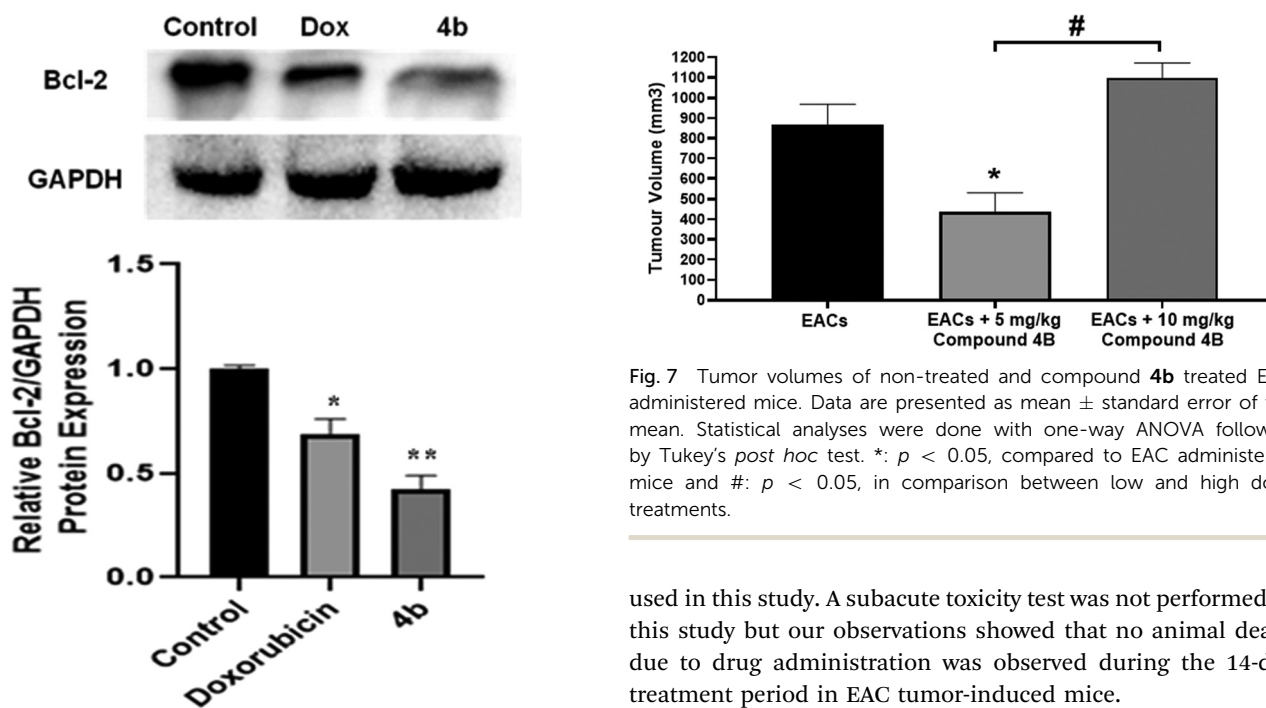 Control Dox 4b
Bcl-2
GAPDH
Relative Bcl-2/GAPDH
Protein Expression
1.5
1.0
0.5
0.0
*
**
Control
Doxorubicin
4b
#
Tumour Volume (mm3)
1200
1100
1000
900
800
700
600
500
400
300
200
100
0
*
EACs
EACs + 5 mg/kg
Compound 4B
EACs + 10 mg/kg
Compound 4B
Fig. 7 Tumor volumes of non-treated and compound 4b treated E
administered mice. Data are presented as mean ± standard error of
mean. Statistical analyses were done with one-way ANOVA follow
by Tukey's post hoc test. *: p < 0.05, compared to EAC administe
mice and #: p < 0.05, in comparison between low and high do
treatments.
used in this study. A subacute toxicity test was not performed
this study but our observations showed that no animal dea
due to drug administration was observed during the 14-d
treatment period in EAC tumor-induced mice.